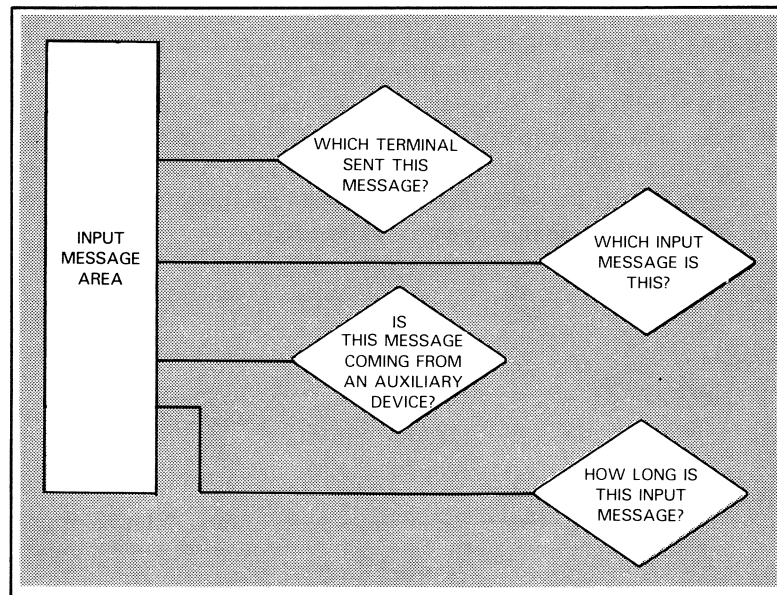 WHICH TERMINAL
SENT THIS
MESSAGE?
INPUT
MESSAGE
AREA
WHICH INPUT
MESSAGE IS
THIS?
IS
THIS MESSAGE
COMING FROM
AN AUXILIARY
DEVICE?
HOW LONG IS
THIS INPUT
MESSAGE?